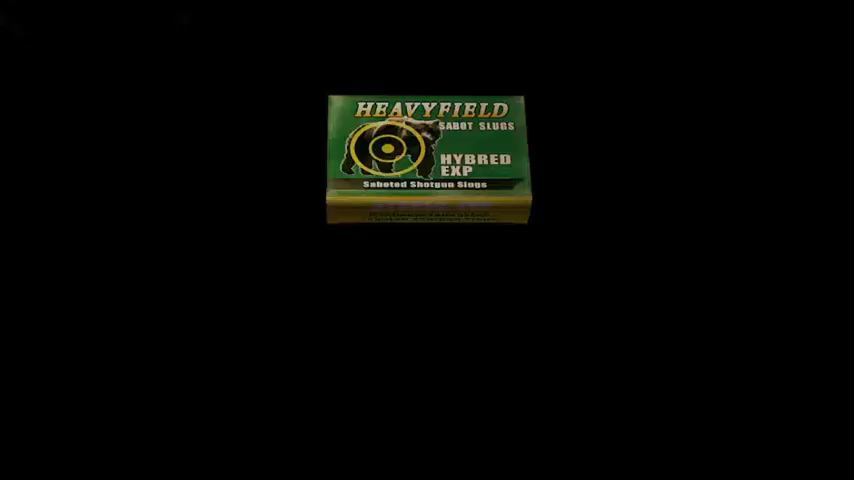 HEAVYFIELD
SABOT SLUGS
HYBRED
EXP
Saboted Shotgun Slugs